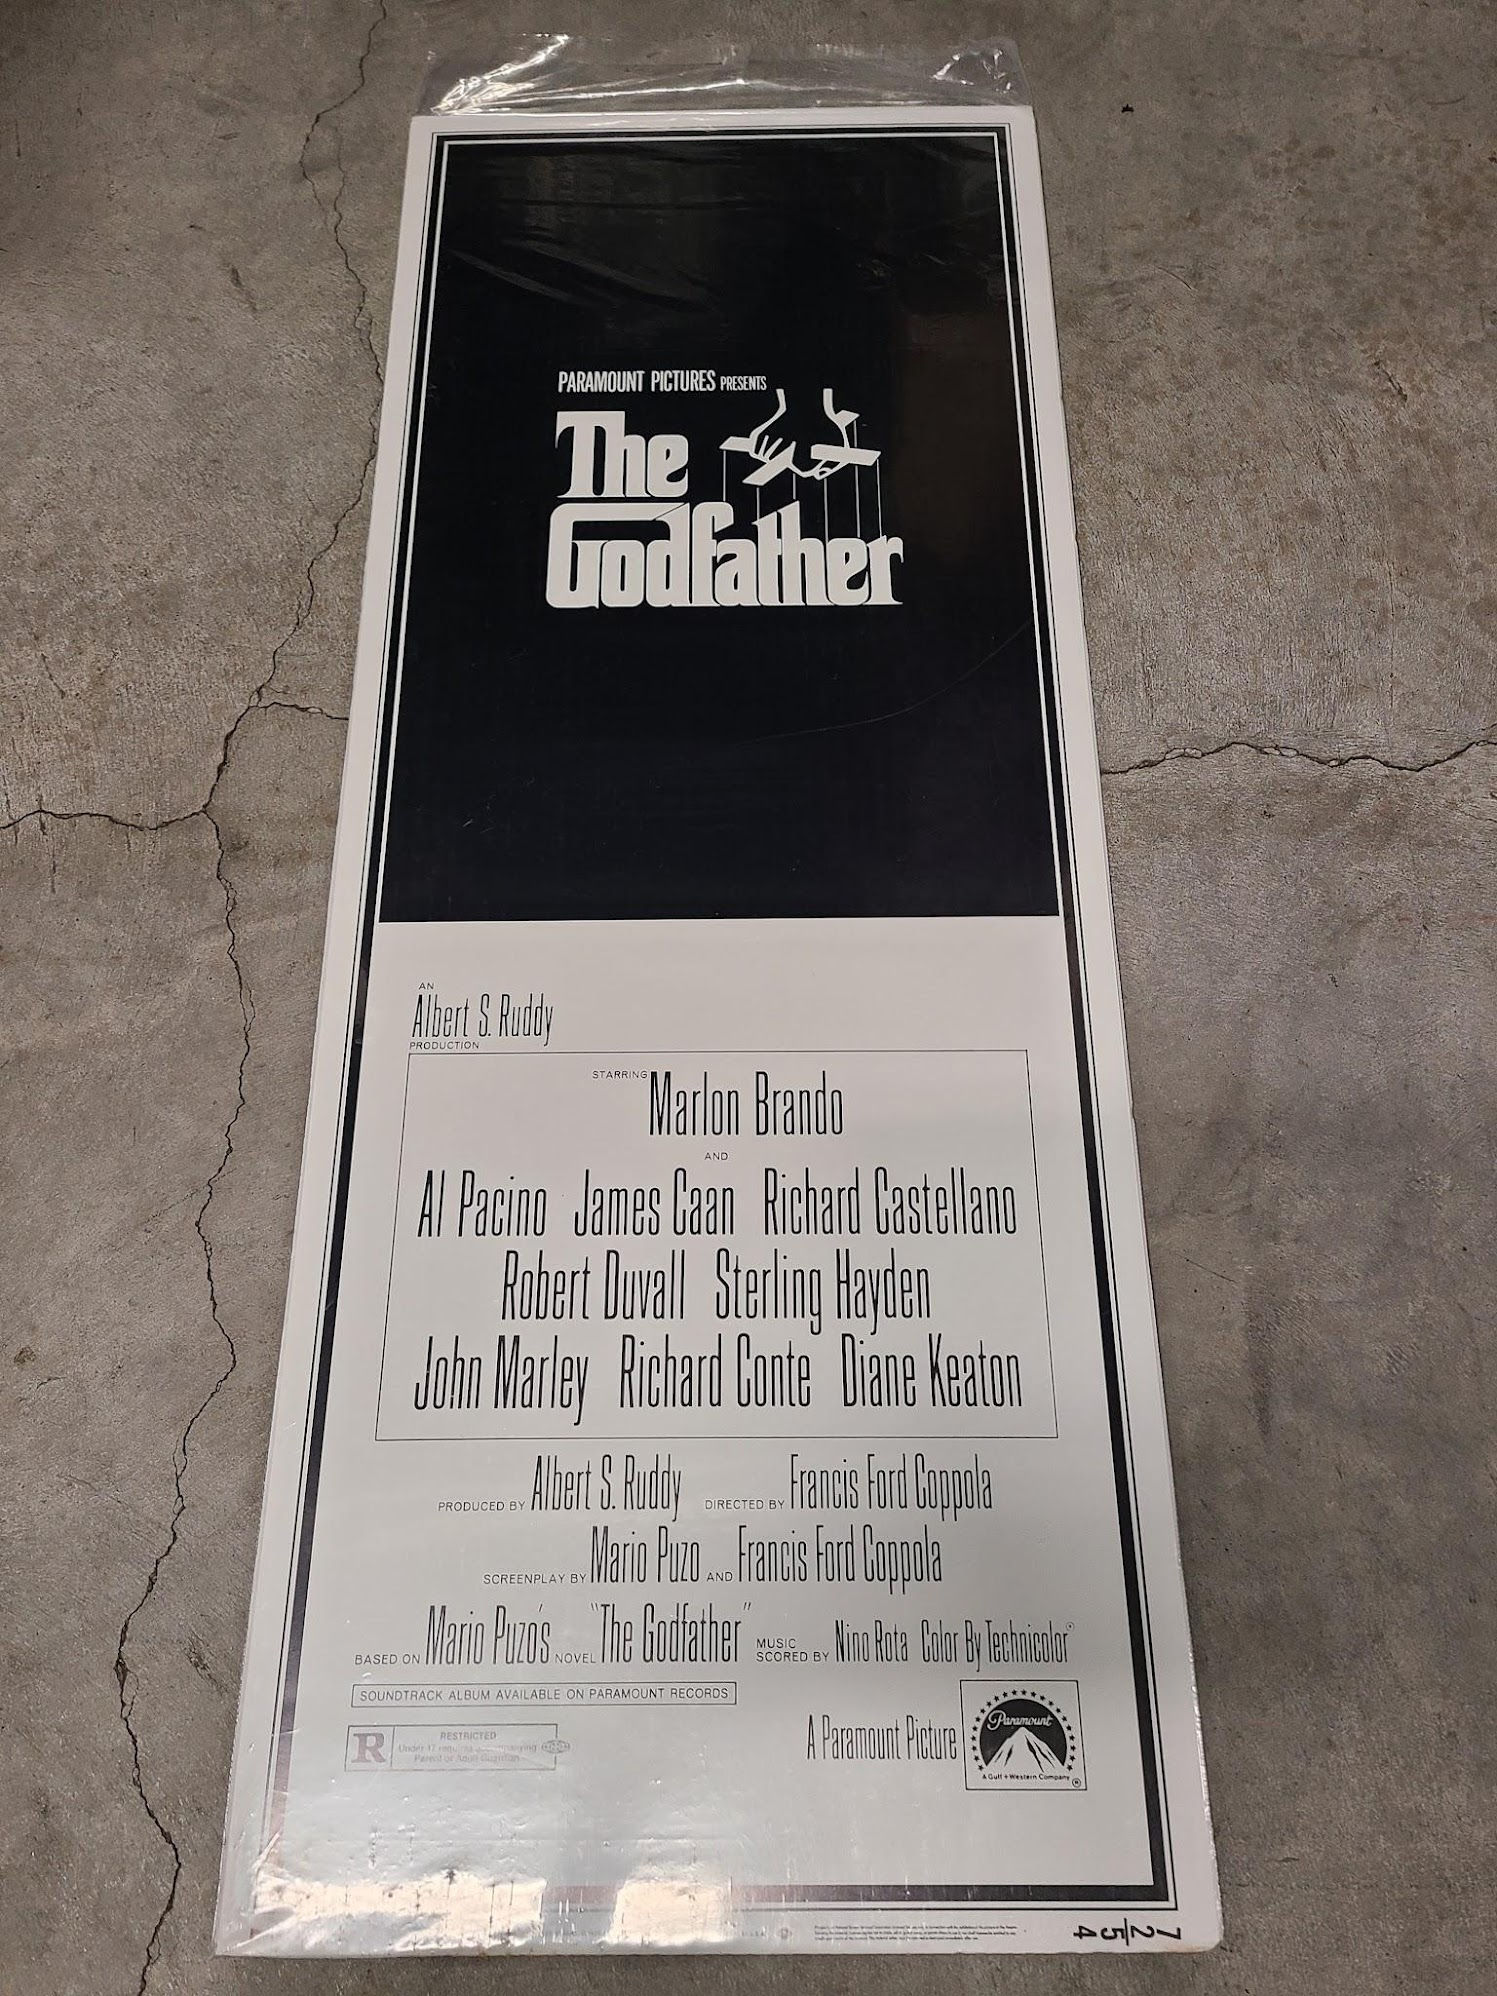 PARAMOUNT PICTURES PRESENTS
The
Godfather
AN
Albert S. Ruddy
PRODUCTION
STARRING Marlon Brando
AND
Al Pacino James Caan Richard Castellano
Robert Duvall Sterling Hayden
John Marley Richard Conte Diane Keaton
PRODUCED BY Albert S. Ruddy DIRECTED BY Francis Ford Coppola
SCREENPLAY BY Mario Puzo AND Francis Ford Coppola
BASED ON Mario Puzo's NOVEL "The Godfather" MUSIC SCORED BY Nino Rota Color By Technicolor®
SOUNDTRACK ALBUM AVAILABLE ON PARAMOUNT RECORDS
R RESTRICTED
Under 17 requires accompanying
Parent or Adult Guardian
A Paramount Picture
Paramount
A Gulf+Western Company
®
72/54